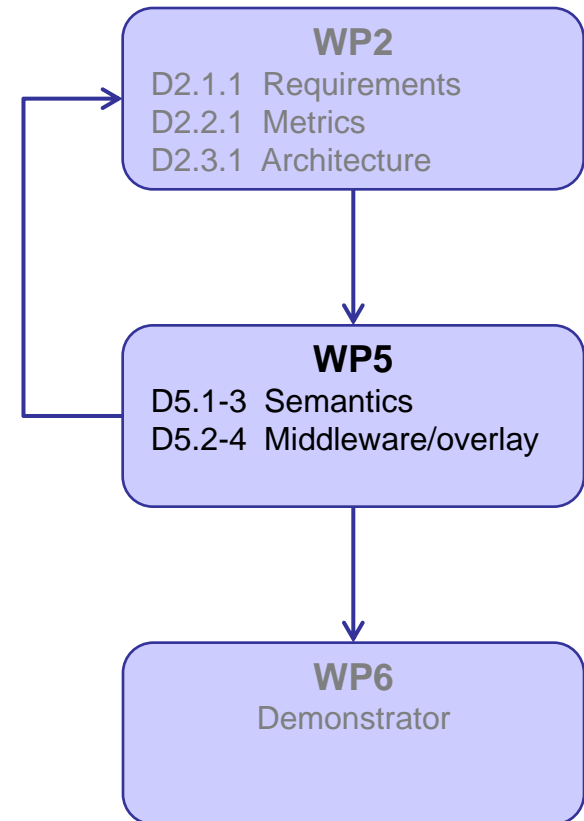 WP2
D2.1.1 Requirements
D2.2.1 Metrics
D2.3.1 Architecture
WP5
D5.1-3 Semantics
D5.2-4 Middleware/overlay
WP6
Demonstrator